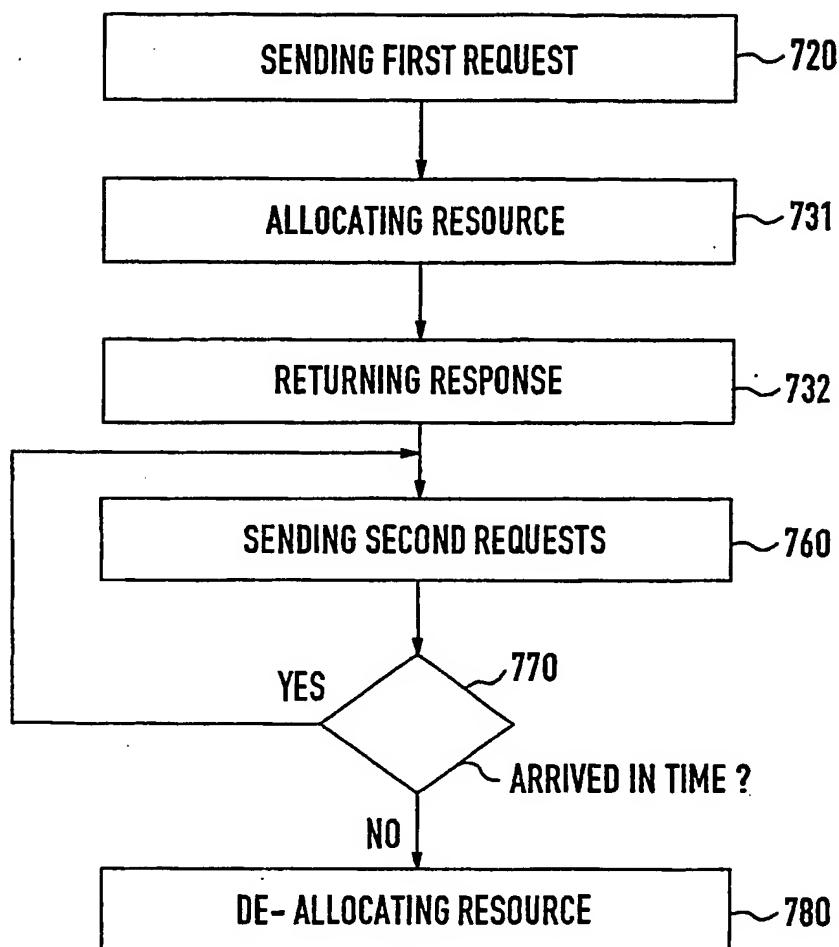 SENDING FIRST REQUEST 720
ALLOCATING RESOURCE 731
RETURNING RESPONSE 732
SENDING SECOND REQUESTS 760
770
YES
ARRIVED IN TIME ?
NO
DE- ALLOCATING RESOURCE 780